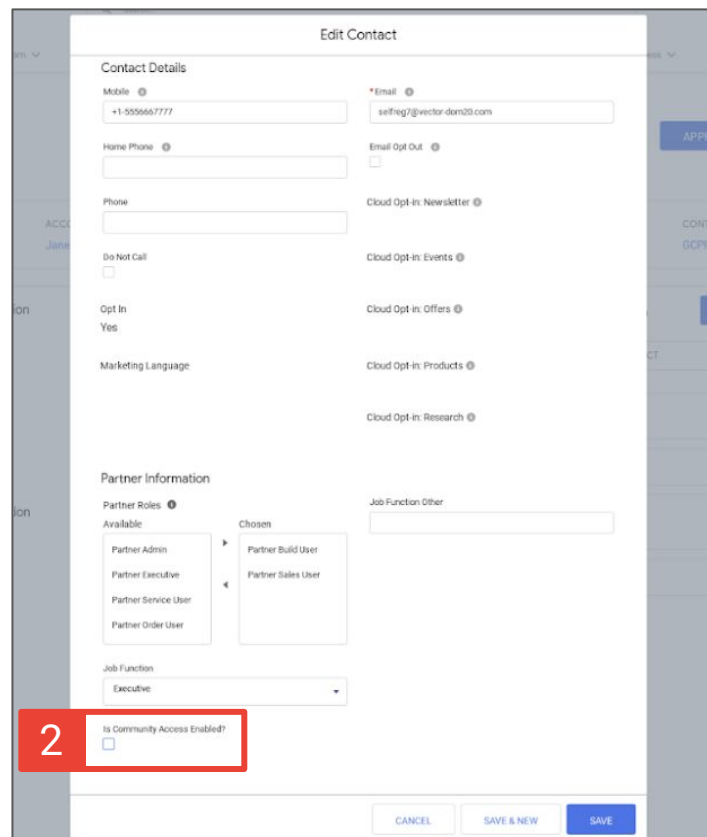 Edit Contact
Contact Details
Mobile
+1-5556667777
* Email
selfreg7@vector-dom20.com
Home Phone
Email Opt Out
Phone
Cloud Opt-in: Newsletter
Do Not Call
Cloud Opt-in: Events
Opt In
Yes
Cloud Opt-in: Offers
Marketing Language
Cloud Opt-in: Products
Cloud Opt-in: Research
Partner Information
Partner Roles
Available
Chosen
Partner Admin
Partner Executive
Partner Service User
Partner Order User
Partner Build User
Partner Sales User
Job Function Other
Job Function
Executive
2
Is Community Access Enabled?
CANCEL
SAVE & NEW
SAVE
Jane